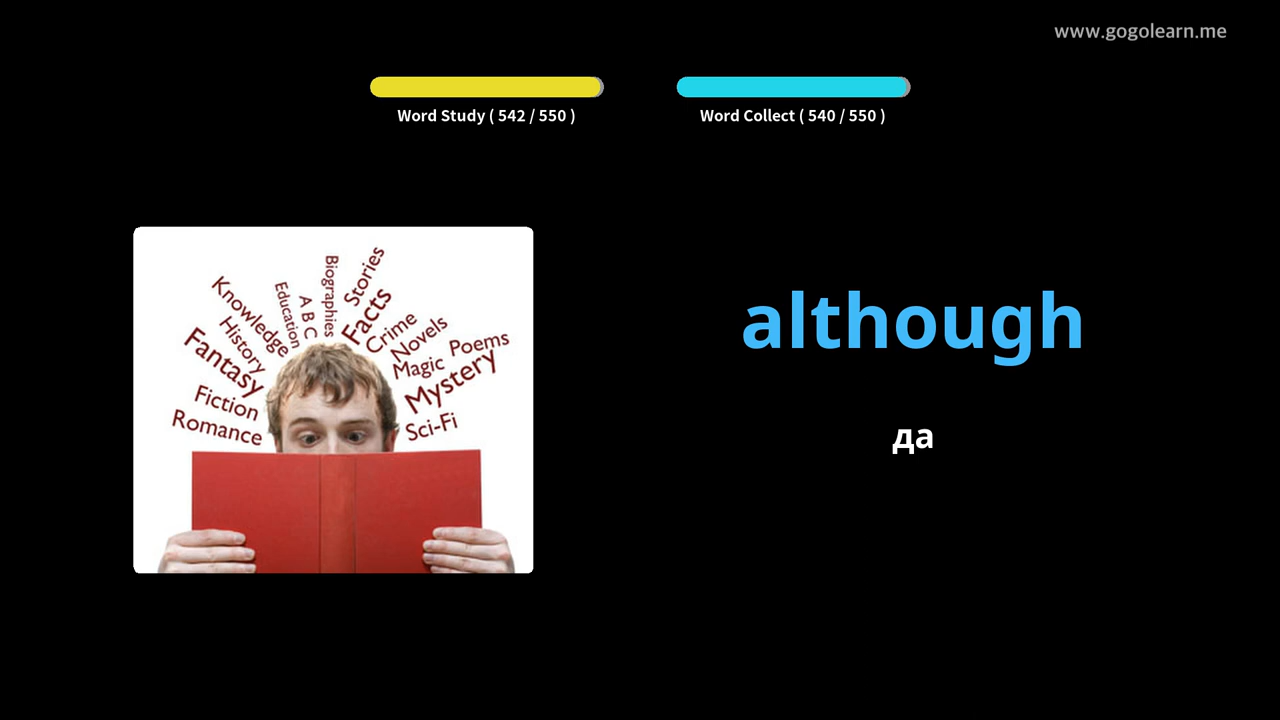 www.gogolearn.me
Word Study ( 542 / 550 )
Word Collect ( 540 / 550 )
Knowledge
Education
A B C
Biographies
Stories
Facts
Crime
Novels
Poems
Magic
Mystery
Sci-Fi
History
Fantasy
Fiction
Romance
although
да